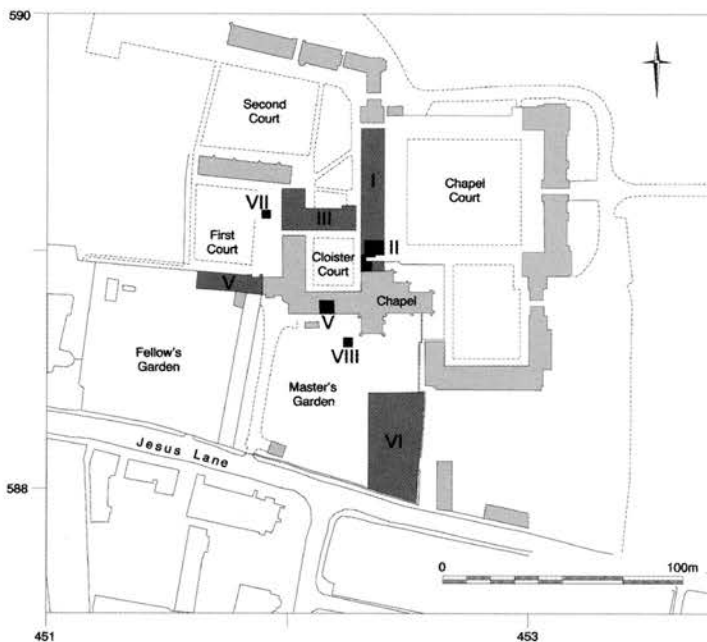 590
Second
Court
I
Chapel
Court
VII
III
First
Court
II
Cloister
Court
V
Chapel
V
Fellow's
Garden
VIII
Master's
Garden
VI
Jesus Lane
588
0
100m
451
453